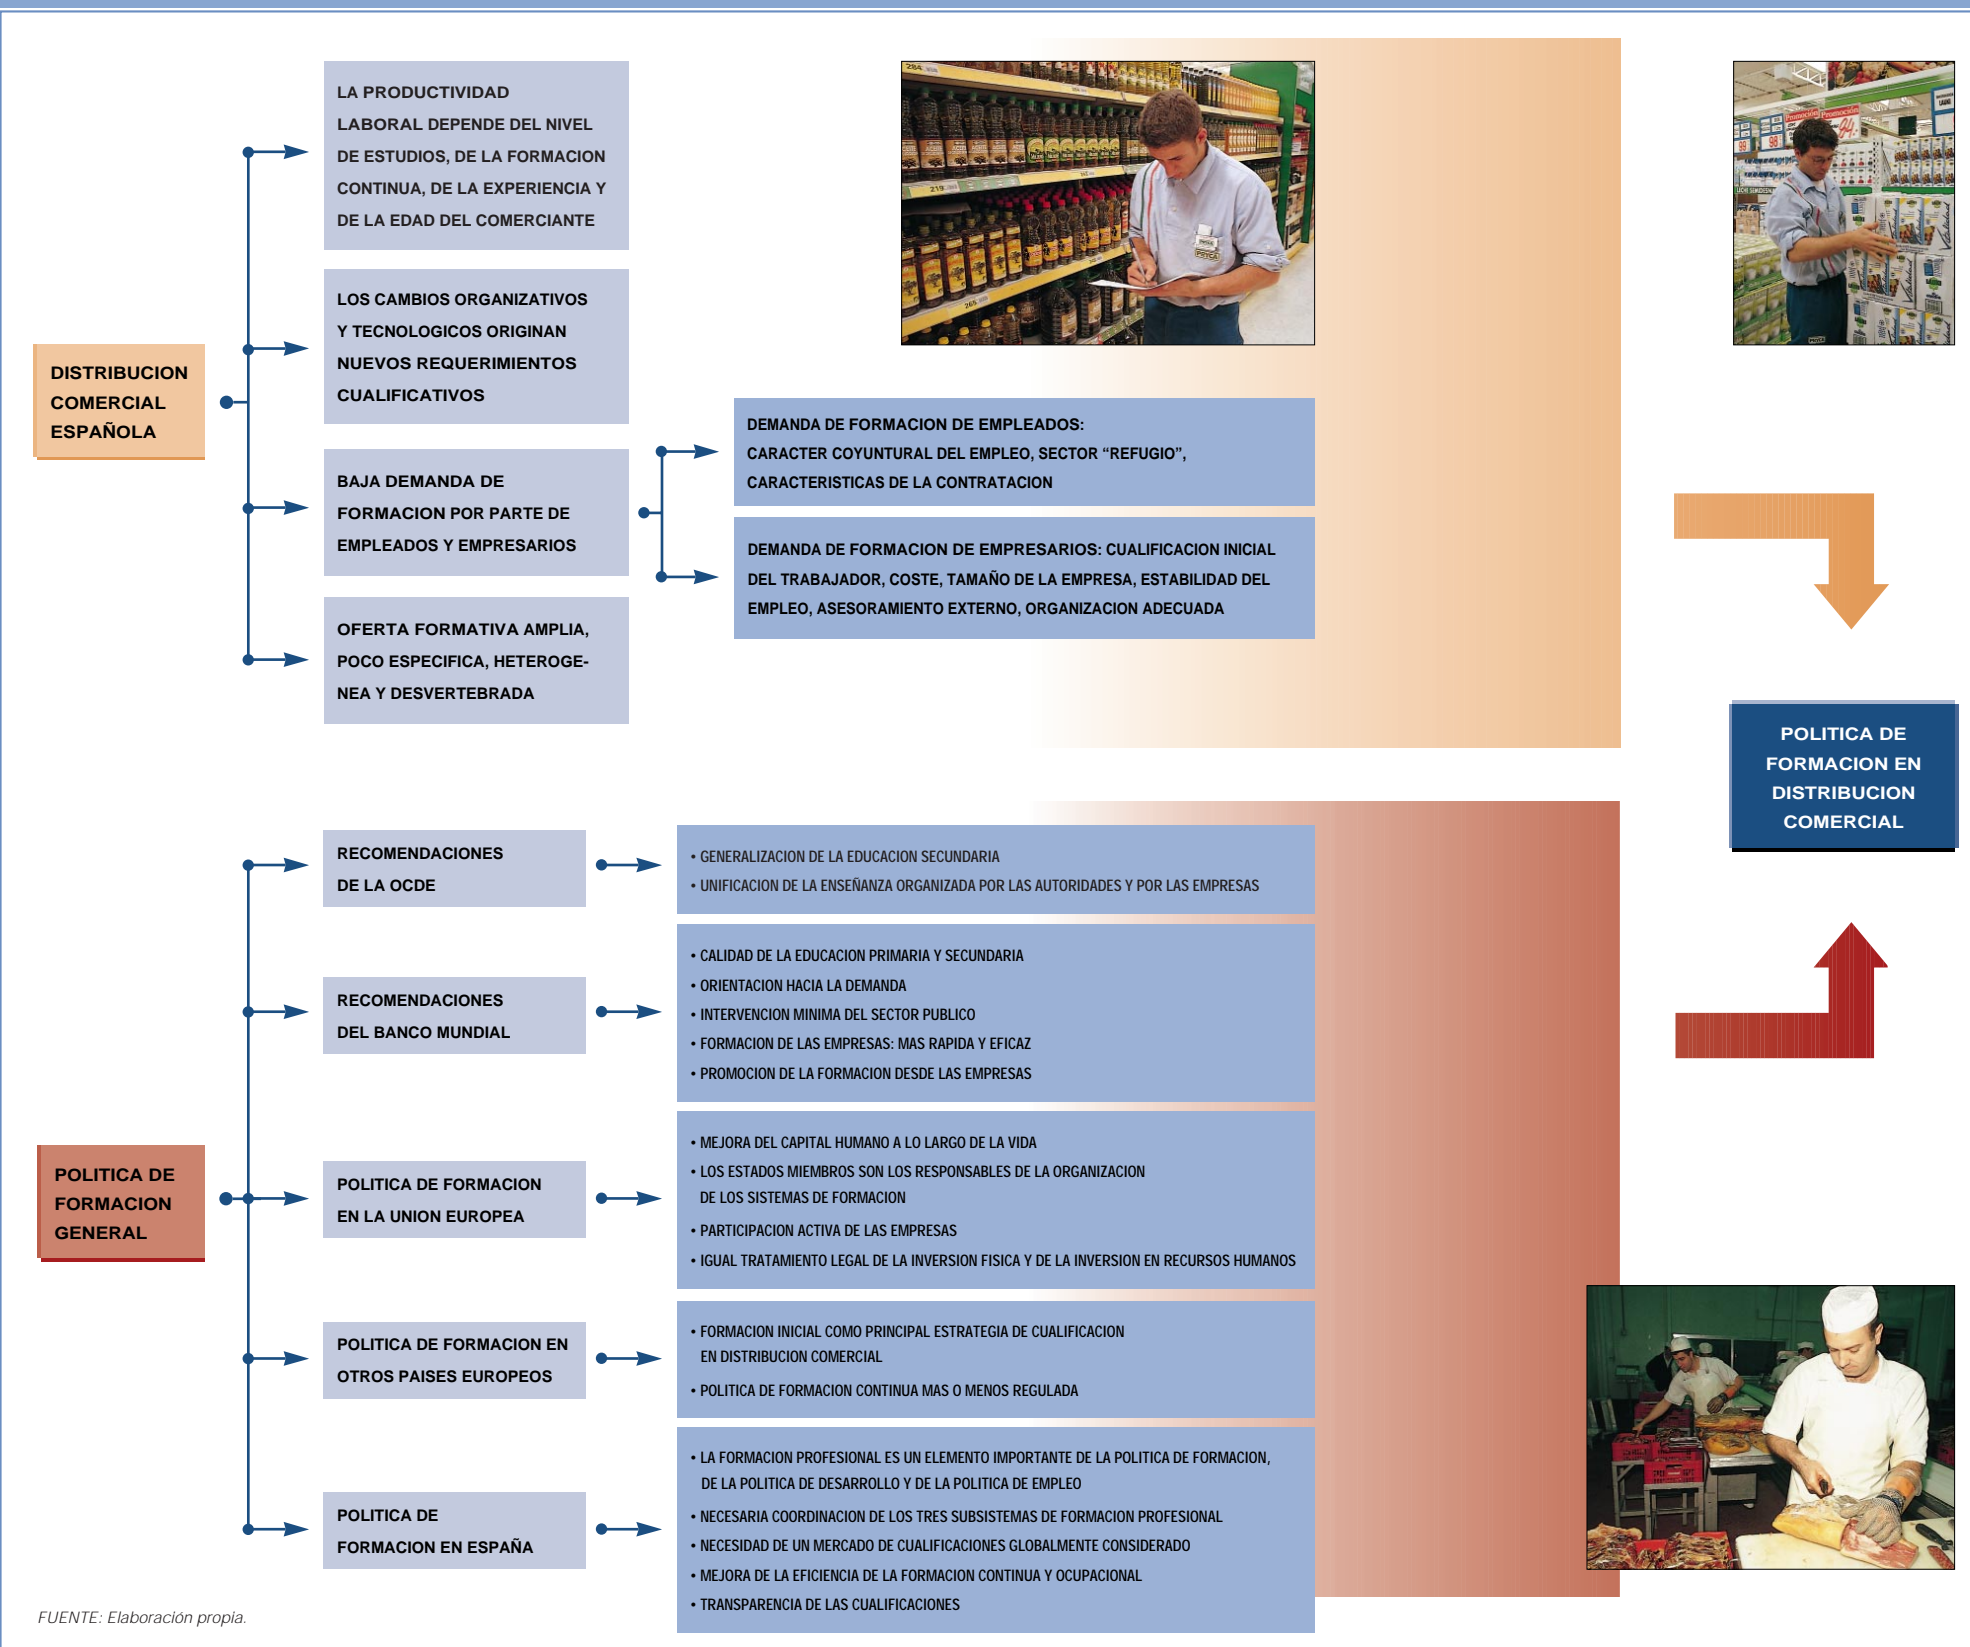 LA PRODUCTIVIDAD
LABORAL DEPENDE DEL NIVEL
DE ESTUDIOS, DE LA FORMACION
CONTINUA, DE LA EXPERIENCIA Y
DE LA EDAD DEL COMERCIANTE
LOS CAMBIOS ORGANIZATIVOS
Y TECNOLOGICOS ORIGINAN
NUEVOS REQUERIMIENTOS
CUALIFICATIVOS
DISTRIBUCION
COMERCIAL
ESPAÑOLA
BAJA DEMANDA DE
FORMACION POR PARTE DE
EMPLEADOS Y EMPRESARIOS
DEMANDA DE FORMACION DE EMPLEADOS:
CARACTER COYUNTURAL DEL EMPLEO, SECTOR “REFUGIO”,
CARACTERISTICAS DE LA CONTRATACION
DEMANDA DE FORMACION DE EMPRESARIOS: CUALIFICACION INICIAL
DEL TRABAJADOR, COSTE, TAMAÑO DE LA EMPRESA, ESTABILIDAD DEL
EMPLEO, ASESORAMIENTO EXTERNO, ORGANIZACION ADECUADA
OFERTA FORMATIVA AMPLIA,
POCO ESPECIFICA, HETEROGE-
NEA Y DESVERTEBRADA
284
219
265
PRYCA
Promoción Promoción
99
98
94
POLITICA DE
FORMACION EN
DISTRIBUCION
COMERCIAL
RECOMENDACIONES
DE LA OCDE
• GENERALIZACION DE LA EDUCACION SECUNDARIA
• UNIFICACION DE LA ENSEÑANZA ORGANIZADA POR LAS AUTORIDADES Y POR LAS EMPRESAS
RECOMENDACIONES
DEL BANCO MUNDIAL
• CALIDAD DE LA EDUCACION PRIMARIA Y SECUNDARIA
• ORIENTACION HACIA LA DEMANDA
• INTERVENCION MINIMA DEL SECTOR PUBLICO
• FORMACION DE LAS EMPRESAS: MAS RAPIDA Y EFICAZ
• PROMOCION DE LA FORMACION DESDE LAS EMPRESAS
POLITICA DE
FORMACION
GENERAL
POLITICA DE FORMACION
EN LA UNION EUROPEA
• MEJORA DEL CAPITAL HUMANO A LO LARGO DE LA VIDA
• LOS ESTADOS MIEMBROS SON LOS RESPONSABLES DE LA ORGANIZACION
DE LOS SISTEMAS DE FORMACION
• PARTICIPACION ACTIVA DE LAS EMPRESAS
• IGUAL TRATAMIENTO LEGAL DE LA INVERSION FISICA Y DE LA INVERSION EN RECURSOS HUMANOS
POLITICA DE FORMACION EN
OTROS PAISES EUROPEOS
• FORMACION INICIAL COMO PRINCIPAL ESTRATEGIA DE CUALIFICACION
EN DISTRIBUCION COMERCIAL
• POLITICA DE FORMACION CONTINUA MAS O MENOS REGULADA
POLITICA DE
FORMACION EN ESPAÑA
• LA FORMACION PROFESIONAL ES UN ELEMENTO IMPORTANTE DE LA POLITICA DE FORMACION,
DE LA POLITICA DE DESARROLLO Y DE LA POLITICA DE EMPLEO
• NECESARIA COORDINACION DE LOS TRES SUBSISTEMAS DE FORMACION PROFESIONAL
• NECESIDAD DE UN MERCADO DE CUALIFICACIONES GLOBALMENTE CONSIDERADO
• MEJORA DE LA EFICIENCIA DE LA FORMACION CONTINUA Y OCUPACIONAL
• TRANSPARENCIA DE LAS CUALIFICACIONES
FUENTE: Elaboración propia.